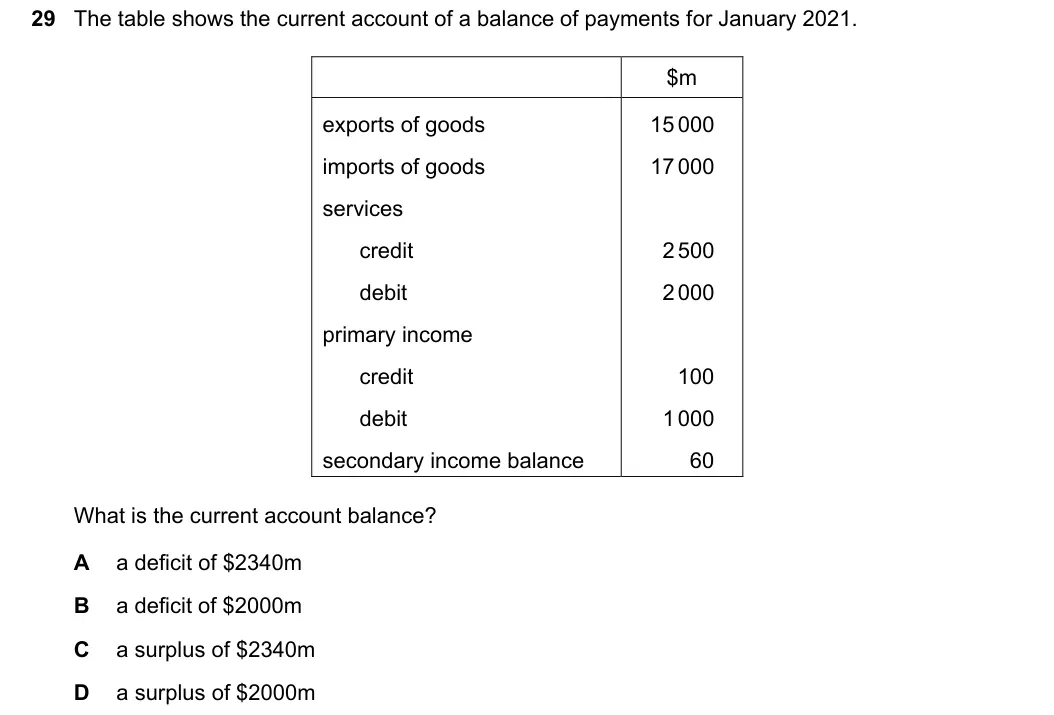 29 The table shows the current account of a balance of payments for January 2021.
$m
exports of goods 15 000
imports of goods 17 000
services
credit 2 500
debit 2 000
primary income
credit 100
debit 1 000
secondary income balance 60
What is the current account balance?
A a deficit of $2340m
B a deficit of $2000m
C a surplus of $2340m
D a surplus of $2000m